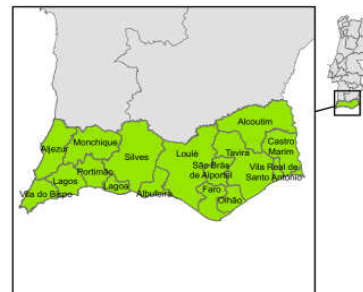 Alcoutim
Aljezur
Monchique
Silves
Loulé
Tavira
Castro
Marim
São Brás
de Alportel
Vila Real de
Santo António
Lagos
Portimão
Lagoa
Albufeira
Faro
Olhão
Vila do Bispo